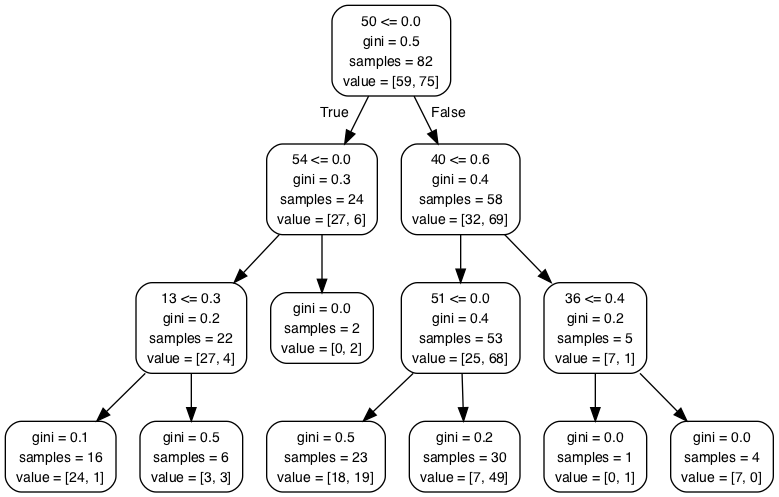 50 <= 0.0
gini = 0.5
samples = 82
value = [59, 75]
True
False
54 <= 0.0
gini = 0.3
samples = 24
value = [27, 6]
40 <= 0.6
gini = 0.4
samples = 58
value = [32, 69]
13 <= 0.3
gini = 0.2
samples = 22
value = [27, 4]
gini = 0.0
samples = 2
value = [0, 2]
51 <= 0.0
gini = 0.4
samples = 53
value = [25, 68]
36 <= 0.4
gini = 0.2
samples = 5
value = [7, 1]
gini = 0.1
samples = 16
value = [24, 1]
gini = 0.5
samples = 6
value = [3, 3]
gini = 0.5
samples = 23
value = [18, 19]
gini = 0.2
samples = 30
value = [7, 49]
gini = 0.0
samples = 1
value = [0, 1]
gini = 0.0
samples = 4
value = [7, 0]